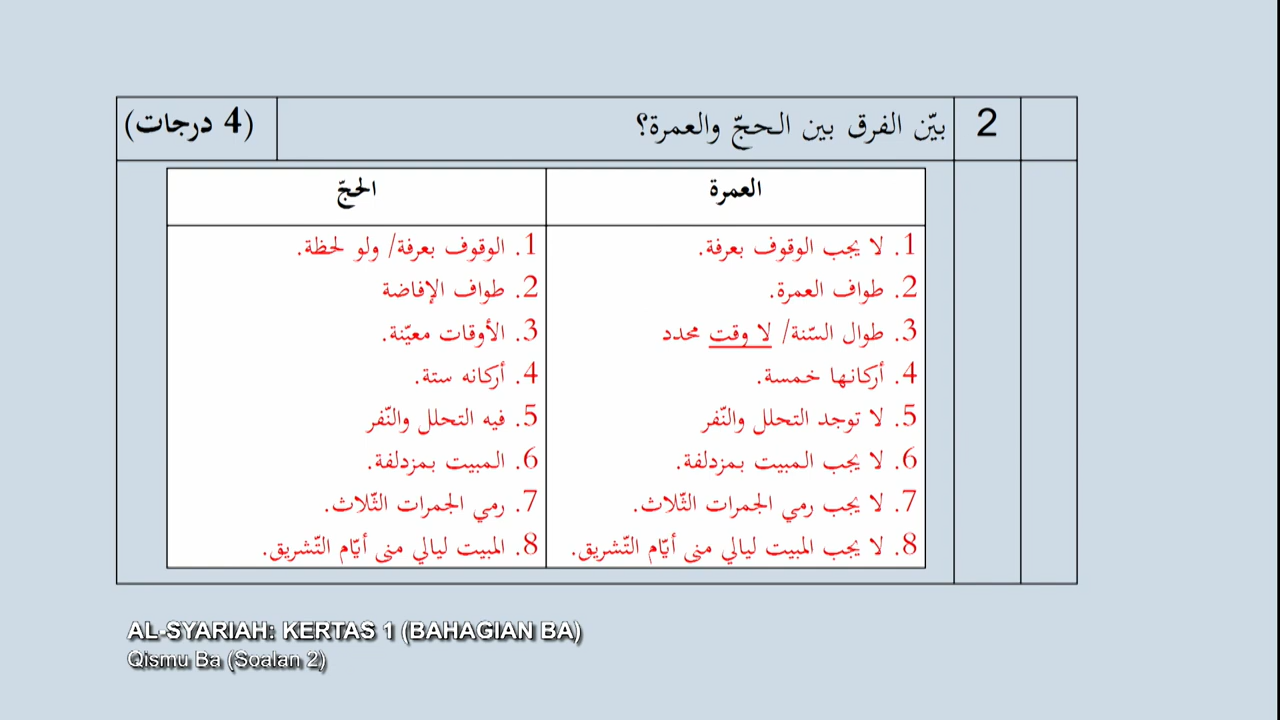 2 بيّن الفرق بين الحجّ والعمرة؟ (4 درجات)
العمرة الحجّ
1. لا يجب الوقوف بعرفة. 1. الوقوف بعرفة/ ولو لحظة.
2. طواف العمرة. 2. طواف الإفاضة
3. طوال السّنة/ لا وقت محدد 3. الأوقات معيّنة.
4. أركانها خمسة. 4. أركانه ستة.
5. لا توجد التحلل والنّفر 5. فيه التحلل والنّفر
6. لا يجب المبيت بمزدلفة. 6. المبيت بمزدلفة.
7. لا يجب رمي الجمرات الثّلاث. 7. رمي الجمرات الثّلاث.
8. لا يجب المبيت ليالي منى أيّام التّشريق. 8. المبيت ليالي منى أيّام التّشريق.
AL-SYARIAH: KERTAS 1 (BAHAGIAN BA)
Qismu Ba (Soalan 2)